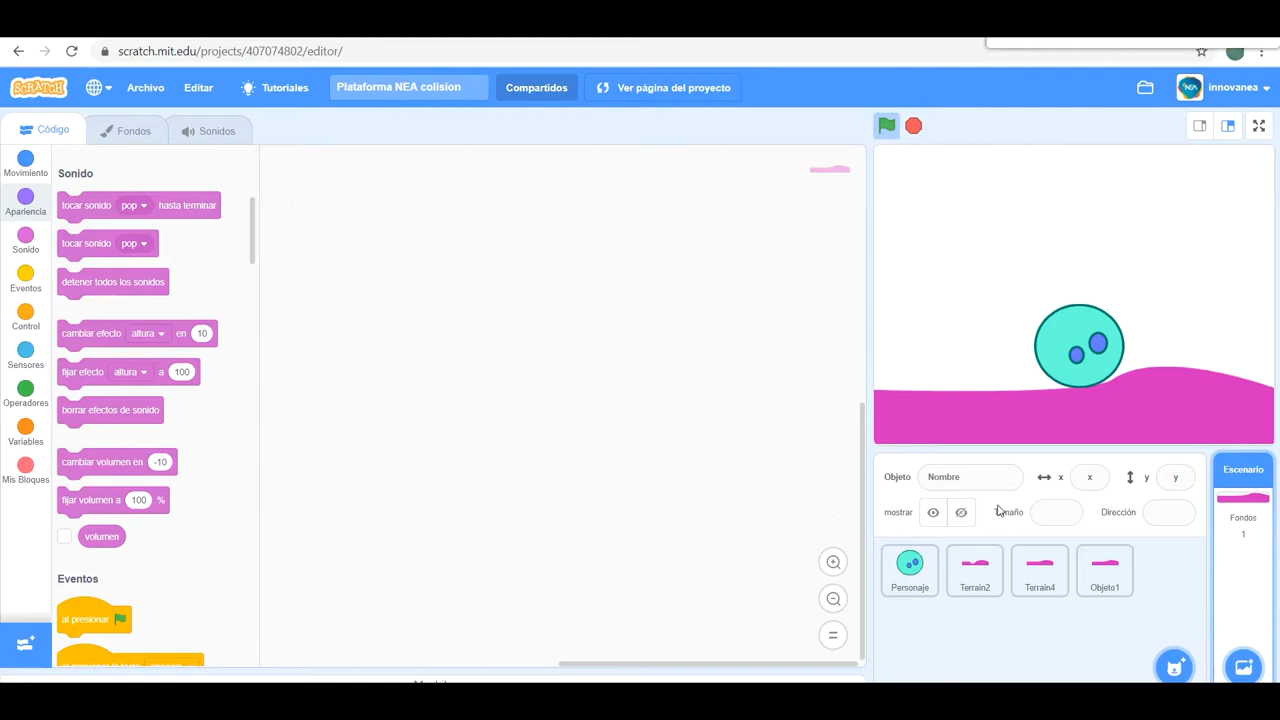 scratch.mit.edu/projects/407074802/editor/
SCRATCH
Archivo
Editar
Tutoriales
Plataforma NEA colision
Compartidos
Ver página del proyecto
NEA
innovanea
Código
Fondos
Sonidos
Movimiento
Apariencia
Sonido
Eventos
Control
Sensores
Operadores
Variables
Mis Bloques
Sonido
tocar sonido pop hasta terminar
tocar sonido pop
detener todos los sonidos
cambiar efecto altura en 10
fijar efecto altura a 100
borrar efectos de sonido
cambiar volumen en -10
fijar volumen a 100 %
volumen
Eventos
al presionar
Objeto
Nombre
x
x
y
y
mostrar
Dirección
Personaje
Terrain2
Terrain4
Objeto1
Escenario
Fondos
1